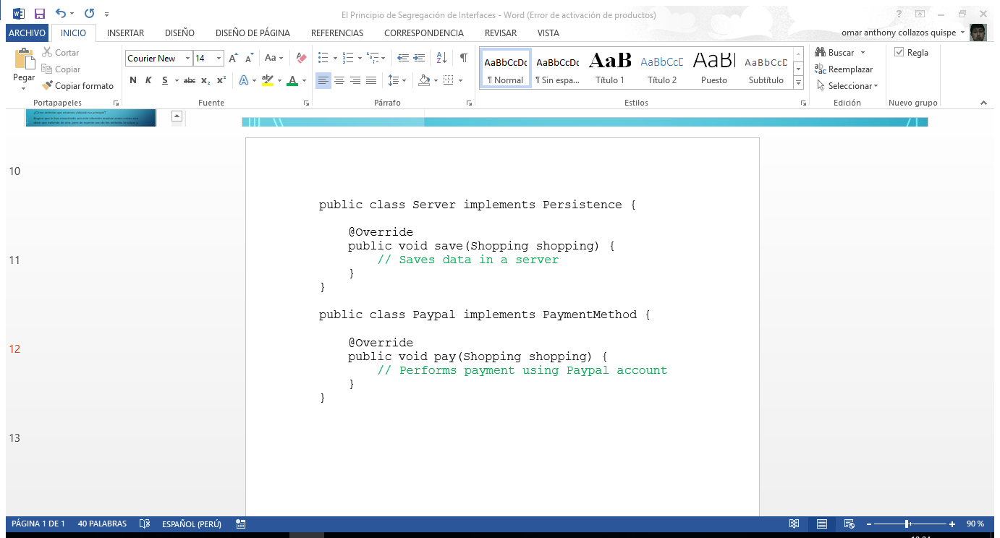 El Principio de Segregación de Interfaces - Word (Error de activación de productos)
ARCHIVO INICIO INSERTAR DISEÑO DISEÑO DE PÁGINA REFERENCIAS CORRESPONDENCIA REVISAR VISTA omar anthony collazos quispe
Pegar
Cortar
Copiar
Copiar formato
Portapapeles
Courier New 14
N K S abc x₂ x²
Fuente
Párrafo
AaBbCcDc AaBbCcDc AaB AaBbCcC AaB AaBbCcC
¶ Normal ¶ Sin espa... Título 1 Título 2 Puesto Subtítulo
Estilos
Buscar
Reemplazar
Seleccionar
Edición
Regla
Nuevo grupo
10
11
12
13
public class Server implements Persistence {
@Override
public void save(Shopping shopping) {
// Saves data in a server
}
}
public class Paypal implements PaymentMethod {
@Override
public void pay(Shopping shopping) {
// Performs payment using Paypal account
}
}
PÁGINA 1 DE 1 40 PALABRAS ESPAÑOL (PERÚ) 90 %